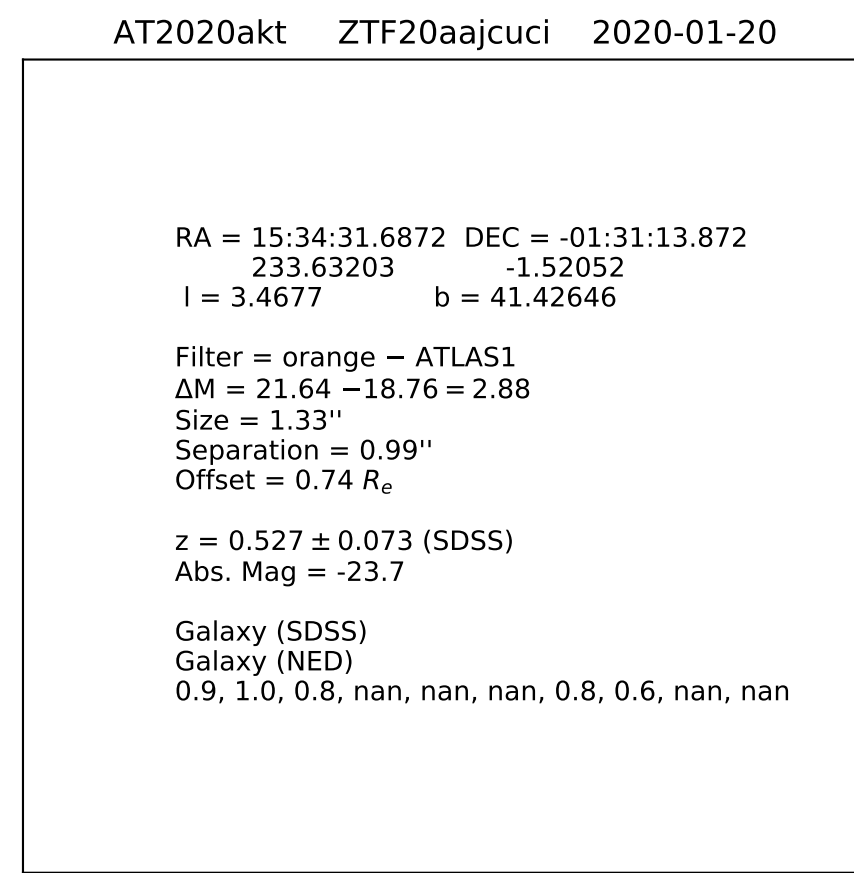 AT2020akt ZTF20aajcuci 2020-01-20
RA = 15:34:31.6872 DEC = -01:31:13.872
233.63203 -1.52052
l = 3.4677 b = 41.42646
Filter = orange − ATLAS1
ΔM = 21.64 −18.76 = 2.88
Size = 1.33''
Separation = 0.99''
Offset = 0.74 Rₑ
z = 0.527 ± 0.073 (SDSS)
Abs. Mag = -23.7
Galaxy (SDSS)
Galaxy (NED)
0.9, 1.0, 0.8, nan, nan, nan, 0.8, 0.6, nan, nan